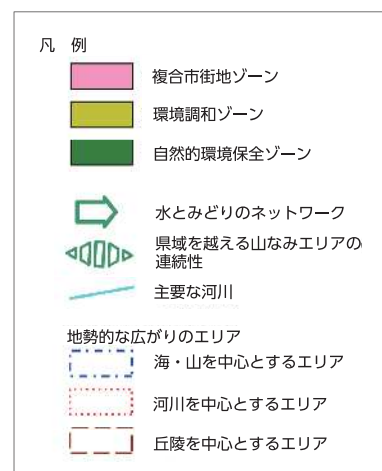 凡 例
複合市街地ゾーン
環境調和ゾーン
自然的環境保全ゾーン
水とみどりのネットワーク
県域を越える山なみエリアの
連続性
主要な河川
地勢的な広がりのエリア
海・山を中心とするエリア
河川を中心とするエリア
丘陵を中心とするエリア